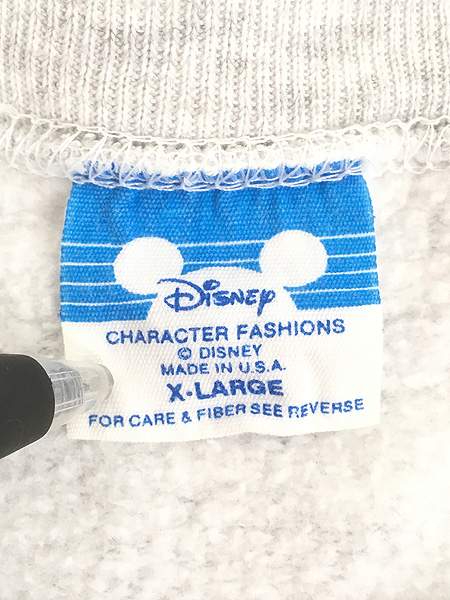 Disney
CHARACTER FASHIONS
© DISNEY
MADE IN U.S.A.
X-LARGE
FOR CARE & FIBER SEE REVERSE